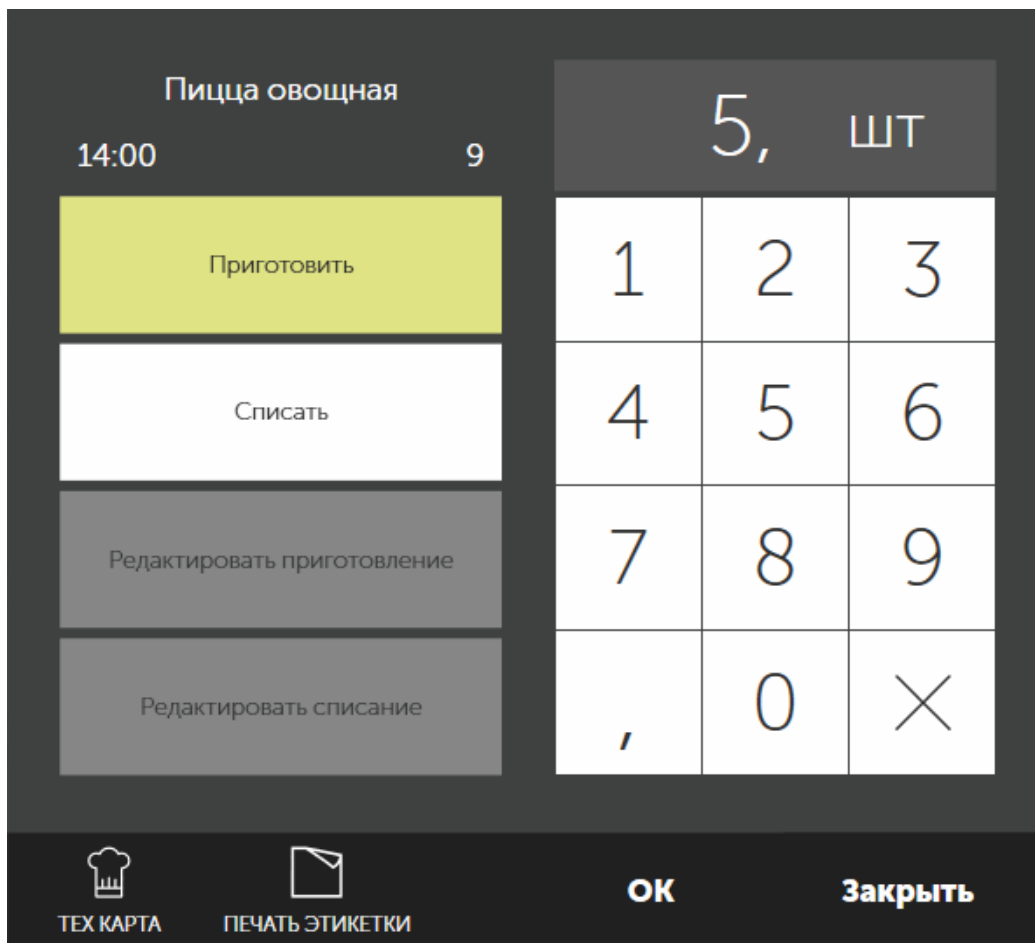 Пицца овощная
14:00 9
Приготовить
Списать
Редактировать приготовление
Редактировать списание
5, шт
1 2 3
4 5 6
7 8 9
, 0
ТЕХ КАРТА
ПЕЧАТЬ ЭТИКЕТКИ
ОК
Закрыть